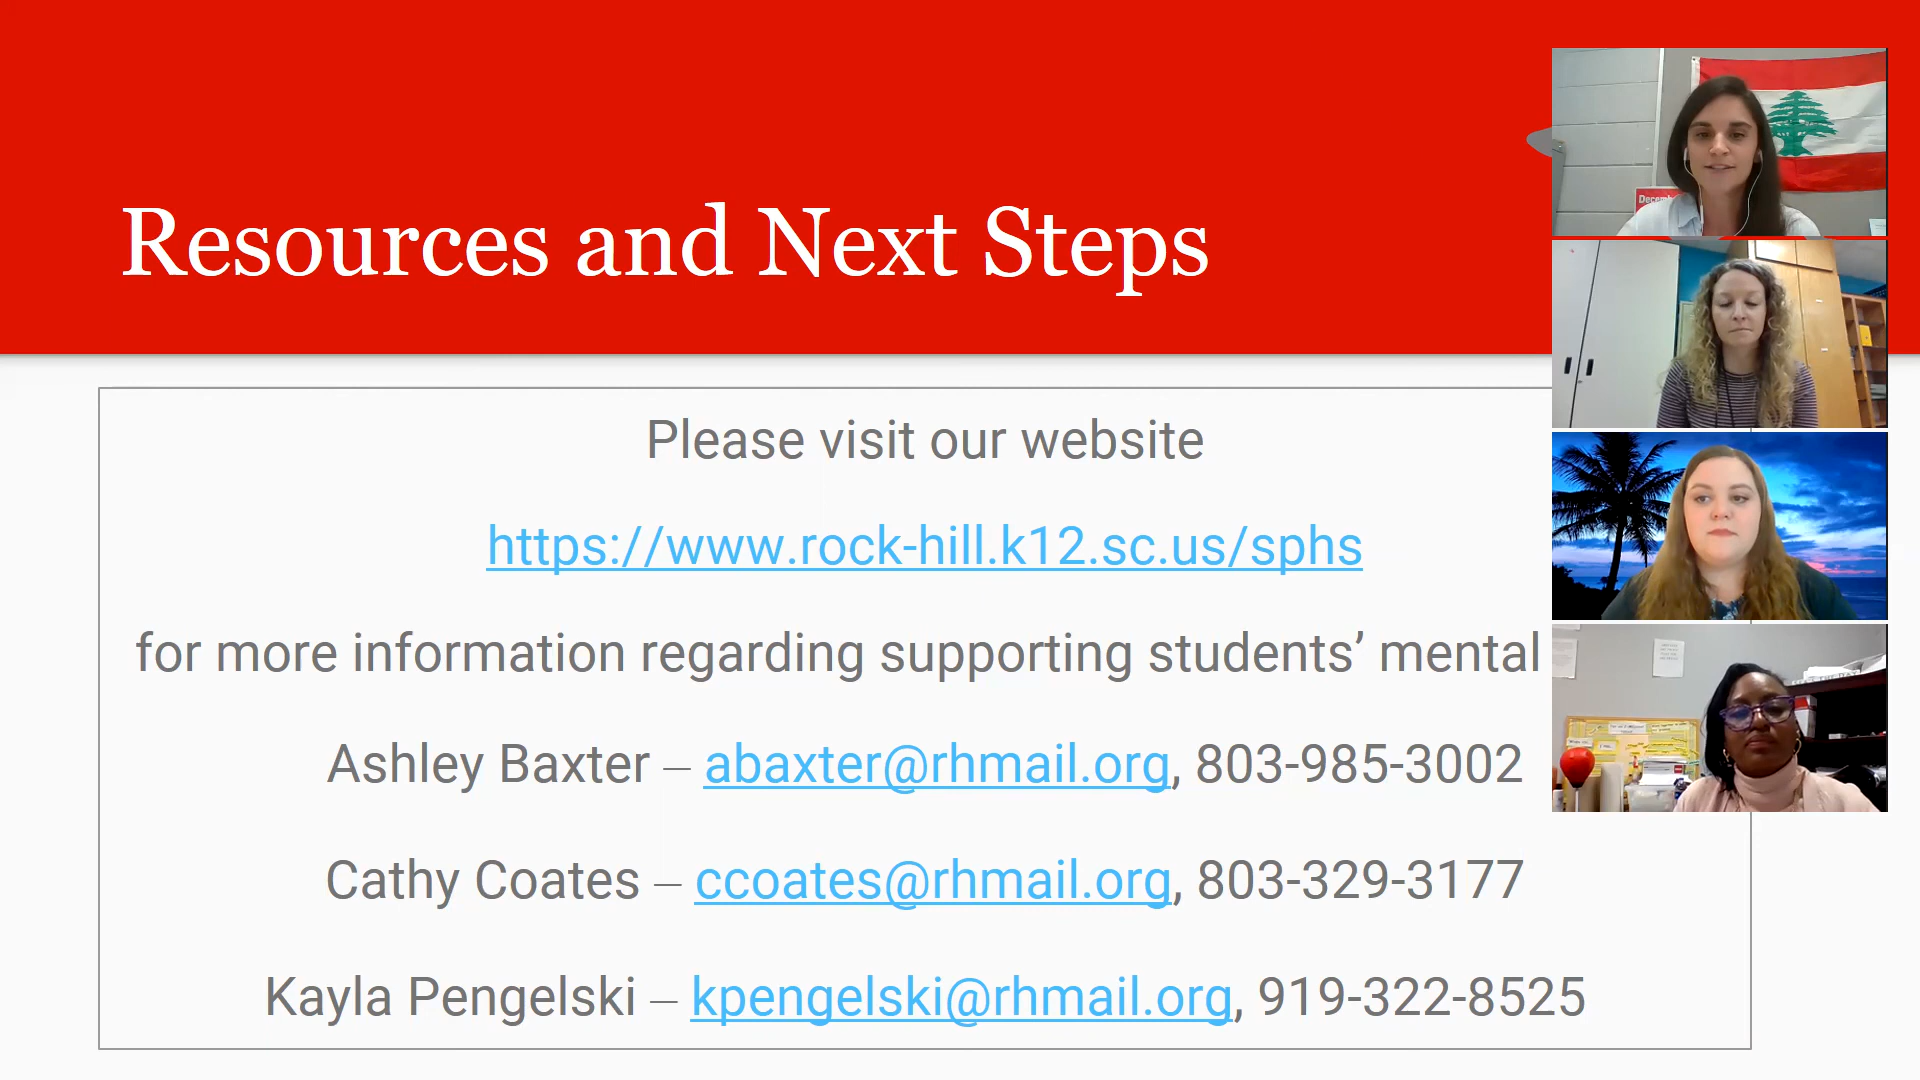 Resources and Next Steps
Please visit our website
https://www.rock-hill.k12.sc.us/sphs
for more information regarding supporting students’ mental
Ashley Baxter – abaxter@rhmail.org, 803-985-3002
Cathy Coates – ccoates@rhmail.org, 803-329-3177
Kayla Pengelski – kpengelski@rhmail.org, 919-322-8525